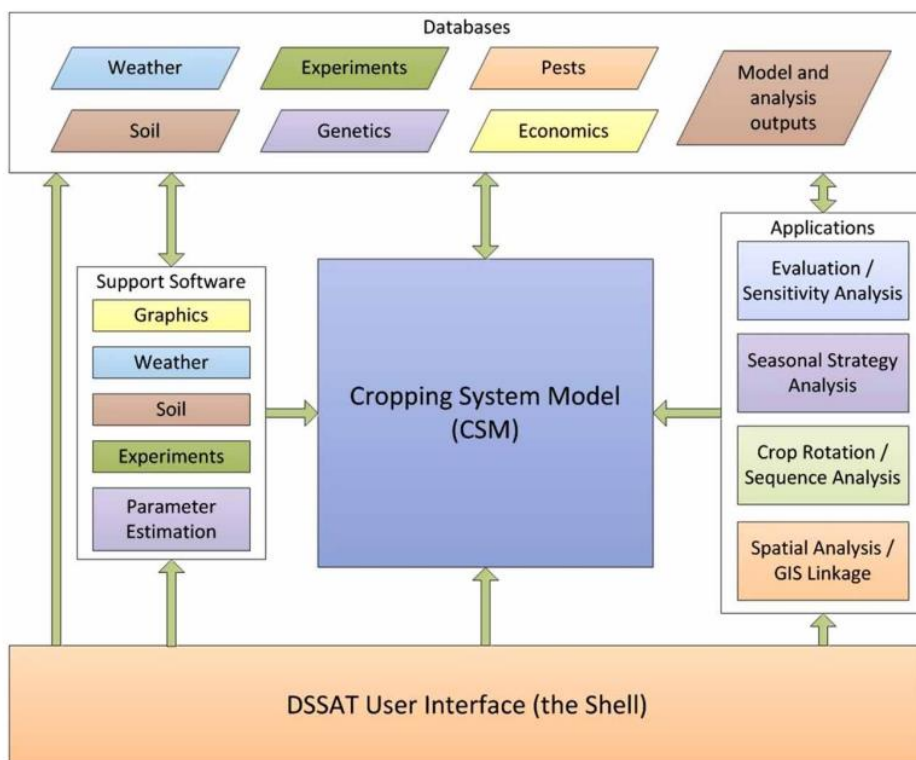 Databases
Weather
Experiments
Pests
Model and
analysis
outputs
Soil
Genetics
Economics
Support Software
Graphics
Weather
Soil
Experiments
Parameter
Estimation
Cropping System Model
(CSM)
Applications
Evaluation /
Sensitivity Analysis
Seasonal Strategy
Analysis
Crop Rotation /
Sequence Analysis
Spatial Analysis /
GIS Linkage
DSSAT User Interface (the Shell)